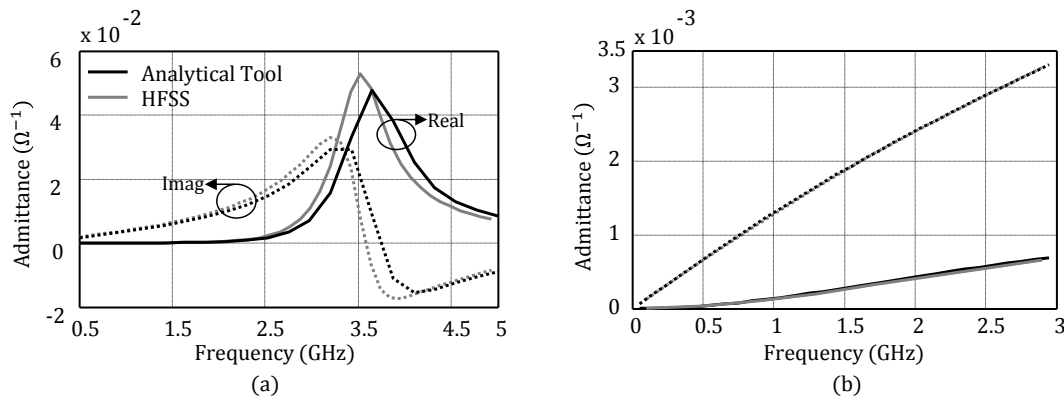 x 10⁻²
6
4
2
0
-2
Admittance (Ω⁻¹)
Analytical Tool
HFSS
Real
Imag
0.5 1.5 2.5 3.5 4.5 5
Frequency (GHz)
(a)
x 10⁻³
3.5
3
2
1
0
Admittance (Ω⁻¹)
0 0.5 1 1.5 2 2.5 3
Frequency (GHz)
(b)